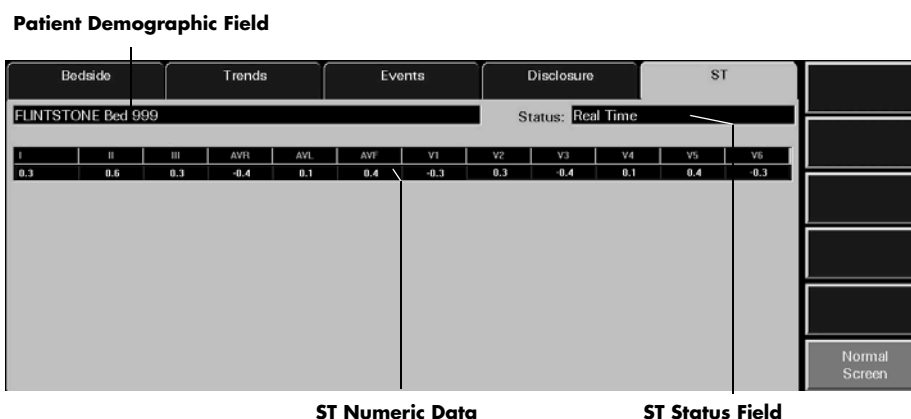 Patient Demographic Field
Bedside Trends Events Disclosure ST
FLINTSTONE Bed 999 Status: Real Time
I II III AVR AVL AVF V1 V2 V3 V4 V5 V6
0.3 0.6 0.3 -0.4 0.1 0.4 -0.3 0.3 -0.4 0.1 0.4 -0.3
Normal
Screen
ST Numeric Data ST Status Field